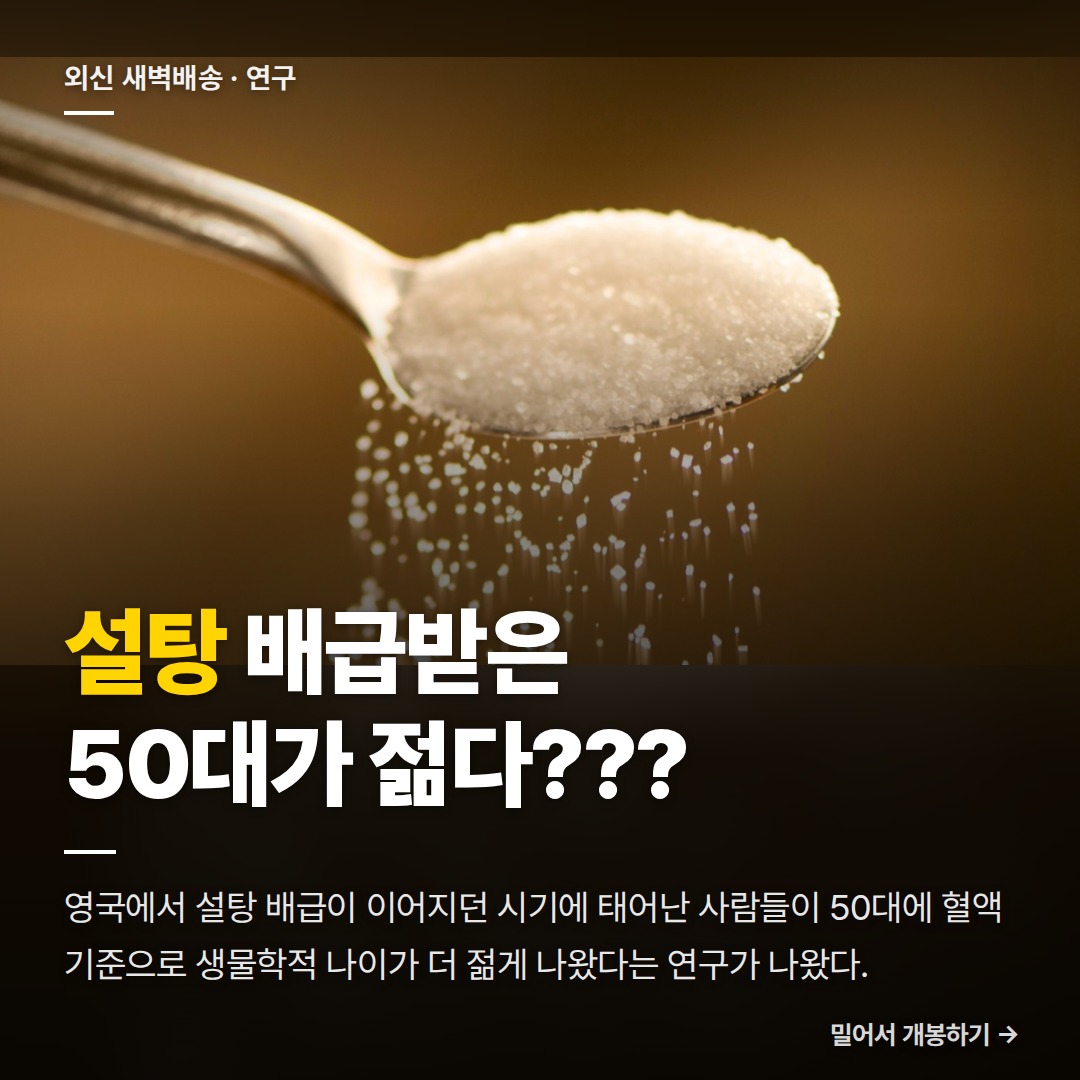 외신 새벽배송 · 연구
설탕 배급받은
50대가 젊다???
영국에서 설탕 배급이 이어지던 시기에 태어난 사람들이 50대에 혈액
기준으로 생물학적 나이가 더 젊게 나왔다는 연구가 나왔다.
밀어서 개봉하기 →